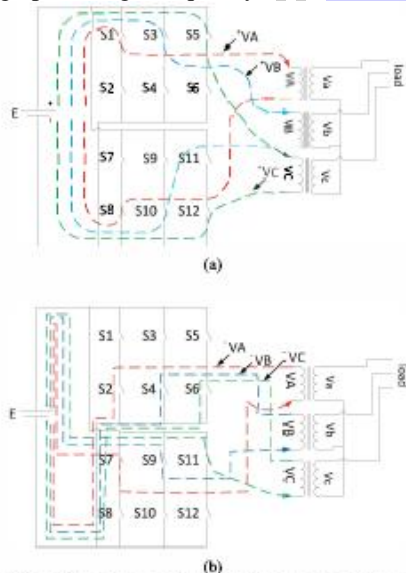 S1 S3 S5
VA
VB
VA Va
load
S2 S4 S6
E
VB Vb
S7 S9 S11
VC Vc
VC
S8 S10 S12
(a)
S1 S3 S5
VA
VB
VC
VA Va
S2 S4 S6
load
E
VB Vb
S7 S9 S11
VC Vc
S8 S10 S12
(b)